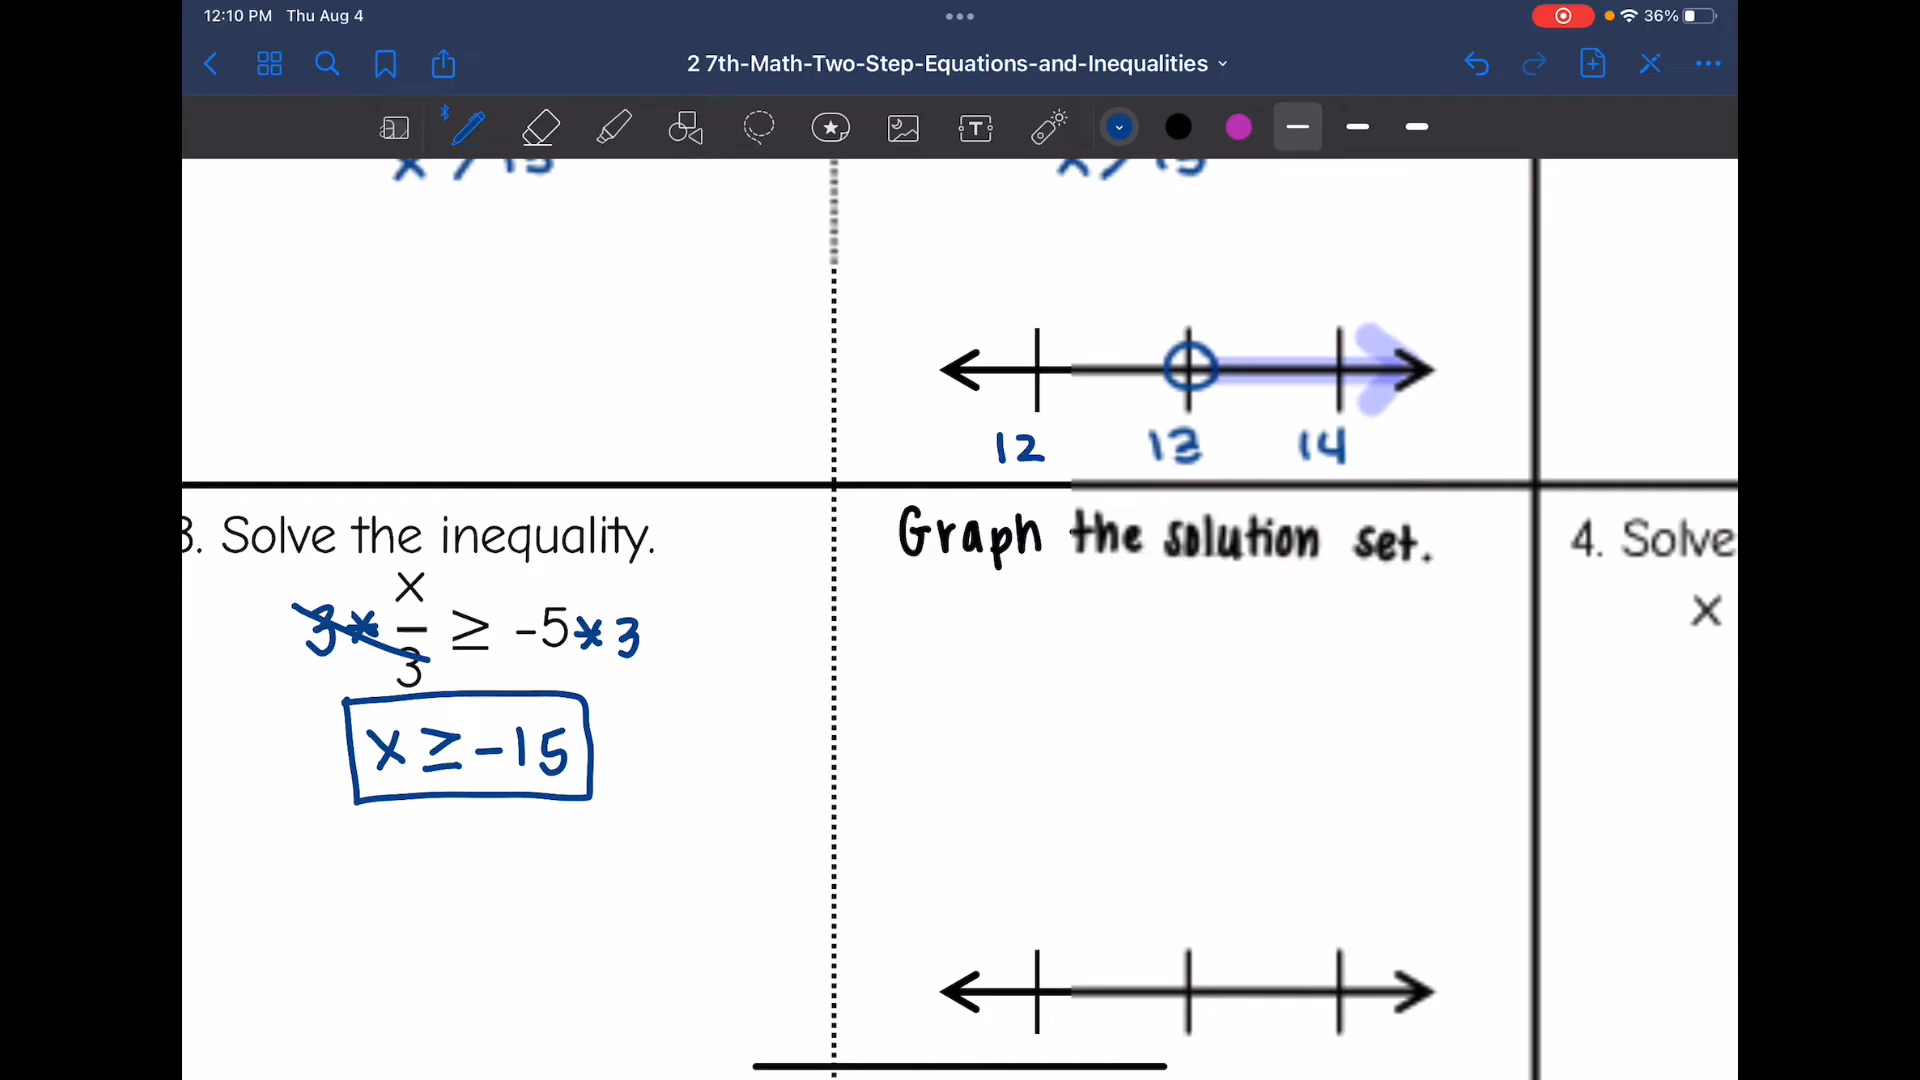 12:10 PM Thu Aug 4
36%
2 7th-Math-Two-Step-Equations-and-Inequalities
12 13 14
3. Solve the inequality.
3 * x/3 ≥ -5 * 3
x ≥ -15
Graph the solution set.
4. Solve
x